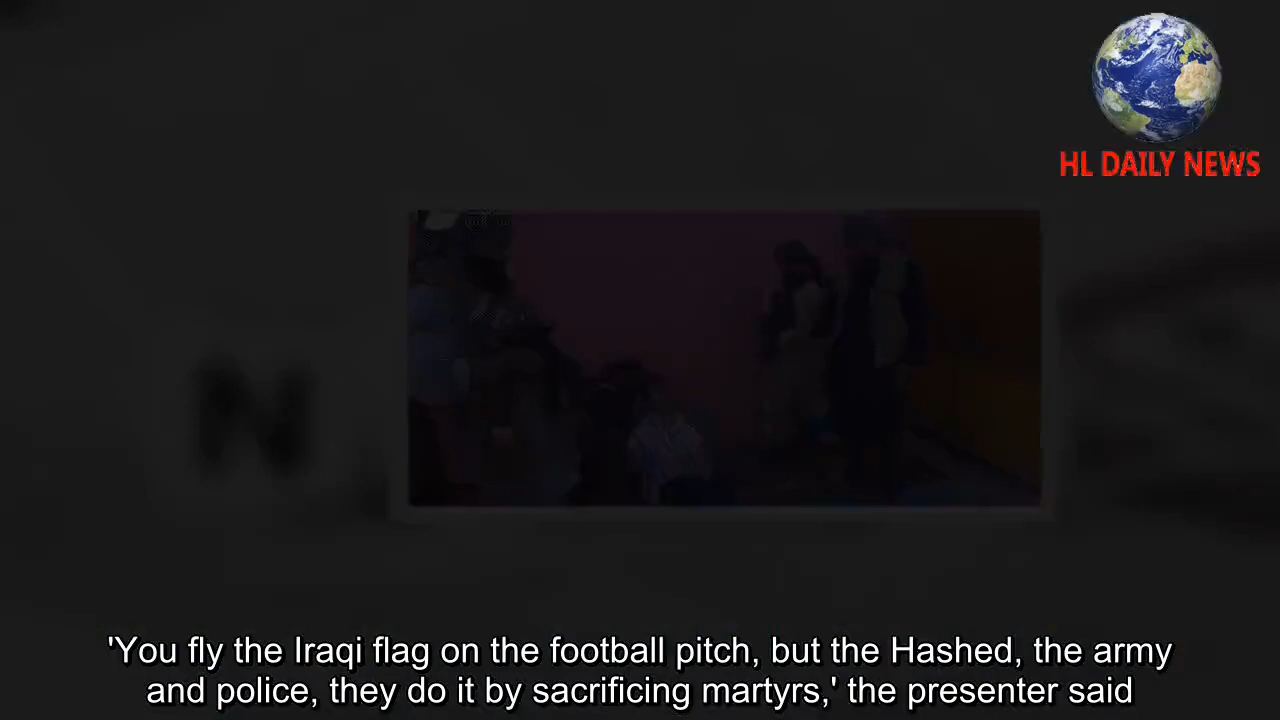 HL DAILY NEWS
'You fly the Iraqi flag on the football pitch, but the Hashed, the army
and police, they do it by sacrificing martyrs,' the presenter said